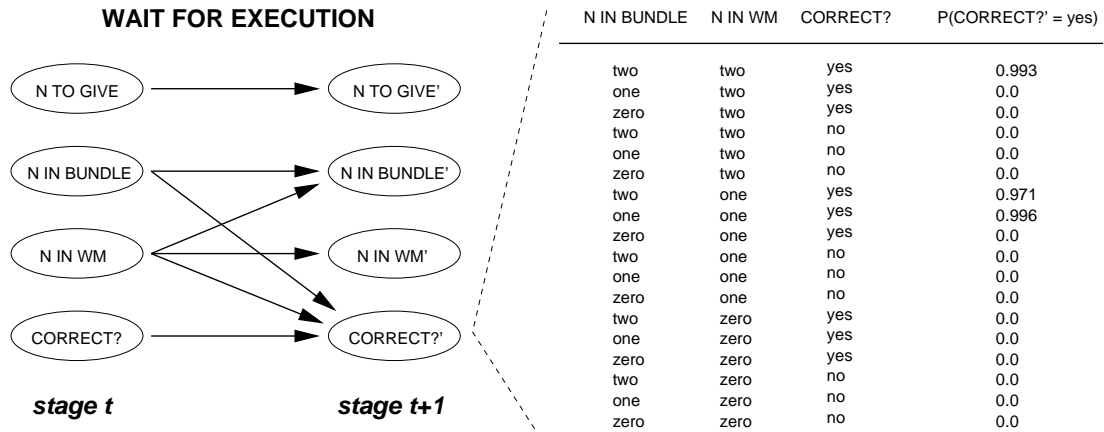 WAIT FOR EXECUTION
N TO GIVE N TO GIVE'
N IN BUNDLE N IN BUNDLE'
N IN WM N IN WM'
CORRECT? CORRECT?'
stage t stage t+1
N IN BUNDLE N IN WM CORRECT? P(CORRECT?' = yes)
two two yes 0.993
one two yes 0.0
zero two yes 0.0
two two no 0.0
one two no 0.0
zero two no 0.0
two one yes 0.971
one one yes 0.996
zero one yes 0.0
two one no 0.0
one one no 0.0
zero one no 0.0
two zero yes 0.0
one zero yes 0.0
zero zero yes 0.0
two zero no 0.0
one zero no 0.0
zero zero no 0.0